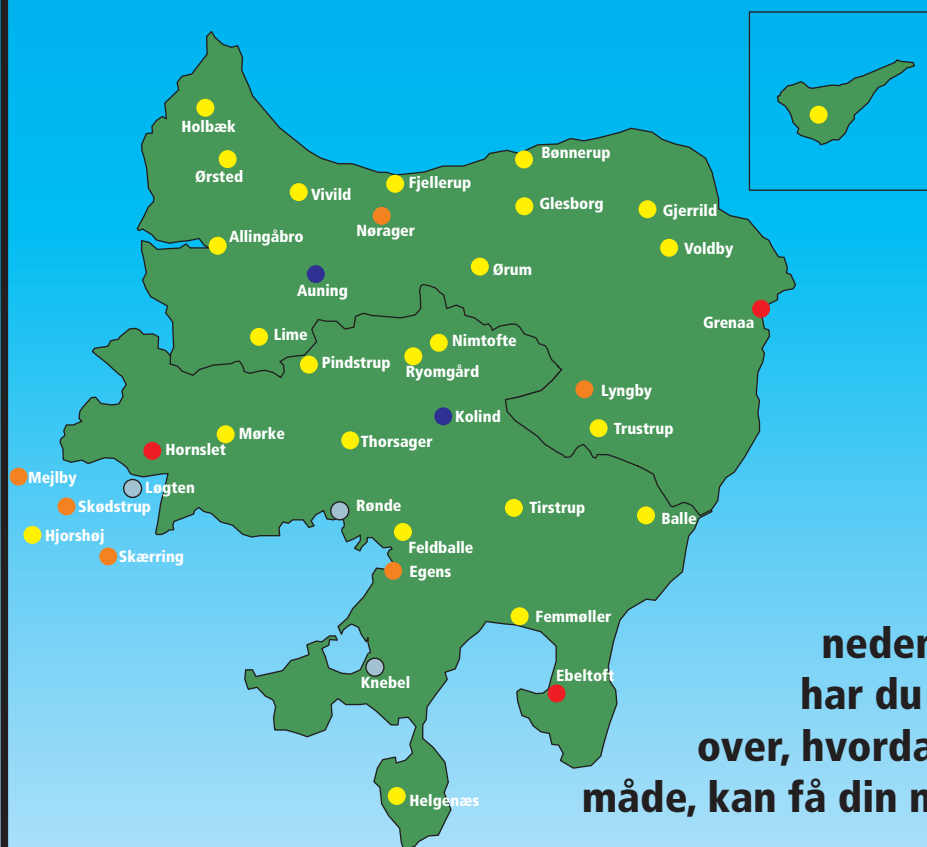 Holbæk
Ørsted
Vivild
Fjellerup
Bønnerup
Nørager
Glesborg
Gjerrild
Allingåbro
Voldby
Ørum
Auning
Grenaa
Lime
Nimtofte
Pindstrup
Ryomgård
Lyngby
Kolind
Trustrup
Mørke
Thorsager
Hornslet
Mejlby
Løgten
Skødstrup
Rønde
Tirstrup
Balle
Hjorshøj
Feldballe
Skærring
Egens
Femmøller
Knebel
Ebeltoft
Helgenæs
neder
har du
over, hvorda
måde, kan få din n